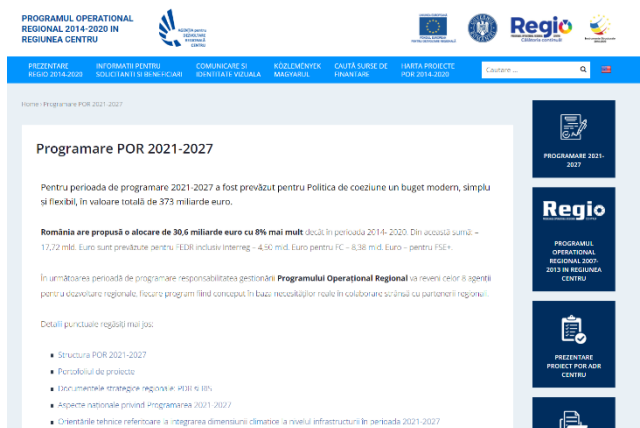 PROGRAMUL OPERATIONAL
REGIONAL 2014-2020 IN
REGIUNEA CENTRU
AGENȚIA pentru
DEZVOLTARE
REGIONALĂ
CENTRU
UNIUNEA EUROPEANĂ
Regio
PREZENTARE
REGIO 2014-2020
INFORMATII PENTRU
SOLICITANTI SI BENEFICIARI
COMUNICARE SI
IDENTITATE VIZUALA
KÖZLEMÉNYEK
MAGYARUL
CAUTĂ SURSE DE
FINANTARE
HARTA PROIECTE
POR 2014-2020
Cautare ...
Home › Programare POR 2021-2027
Programare POR 2021-2027
Pentru perioada de programare 2021-2027 a fost prevăzut pentru Politica de coeziune un buget modern, simplu
și flexibil, în valoare totală de 373 miliarde euro.
România are propusă o alocare de 30,6 miliarde euro cu 8% mai mult decât în perioada 2014- 2020. Din această sumă: –
17,72 mld. Euro sunt prevăzute pentru FEDR inclusiv Interreg – 4,50 mld. Euro pentru FC – 8,38 mld. Euro – pentru FSE+.
În următoarea perioadă de programare responsabilitatea gestionării Programului Operațional Regional va reveni celor 8 agenții
pentru dezvoltare regionale, fiecare program fiind conceput în baza necesităților reale în colaborare strânsă cu partenerii regionali.
Detalii punctuale regăsiți mai jos:
Structura POR 2021-2027
Portofoliul de proiecte
Documentele strategice regionale: PDR & RIS
Aspecte naționale privind Programarea 2021-2027
Orientările tehnice referitoare la integrarea dimensiunii climatice la nivelul infrastructurii în perioada 2021-2027
PROGRAMARE 2021-
2027
Regio
PROGRAMUL
OPERATIONAL
REGIONAL 2007-
2013 IN REGIUNEA
CENTRU
PREZENTARE
PROIECT POR ADR
CENTRU